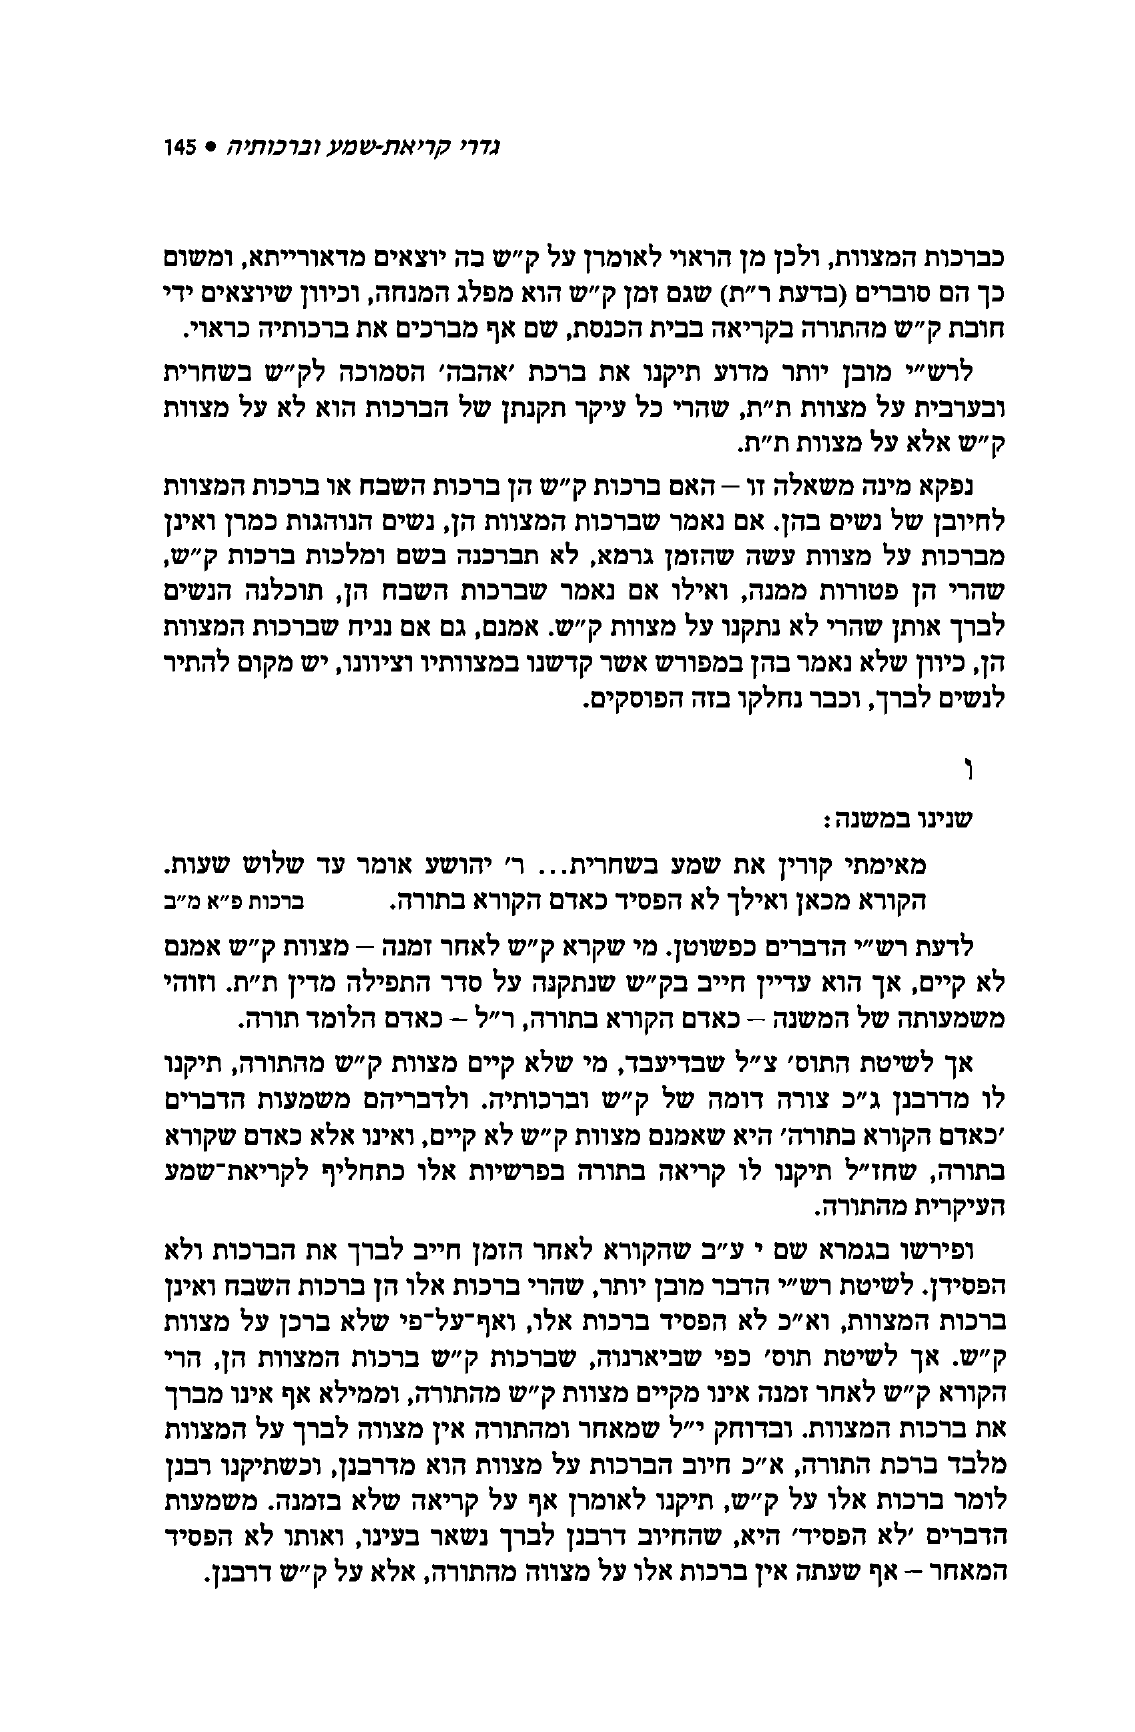 גדרי קריאת-שמע וברכותיה • 145
כברכות המצוות, ולכן מן הראוי לאומרן על ק״ש בה יוצאים מדאורייתא, ומשום
כך הם סוברים (בדעת ר״ת) שגם זמן ק״ש הוא מפלג המנחה, וכיוון שיוצאים ידי
חובת ק״ש מהתורה בקריאה בבית הכנסת, שם אף מברכים את ברכותיה כראוי.
לרש״י מובן יותר מדוע תיקנו את ברכת ׳אהבה׳ הסמוכה לק״ש בשחרית
ובערבית על מצוות ת״ת, שהרי כל עיקר תקנתן של הברכות הוא לא על מצוות
ק״ש אלא על מצוות ת״ת.
נפקא מינה משאלה זו – האם ברכות ק״ש הן ברכות השבח או ברכות המצוות
לחיובן של נשים בהן. אם נאמר שברכות המצוות הן, נשים הנוהגות כמרן ואינן
מברכות על מצוות עשה שהזמן גרמא, לא תברכנה בשם ומלכות ברכות ק״ש,
שהרי הן פטורות ממנה, ואילו אם נאמר שברכות השבח הן, תוכלנה הנשים
לברך אותן שהרי לא נתקנו על מצוות ק״ש. אמנם, גם אם נניח שברכות המצוות
הן, כיוון שלא נאמר בהן במפורש אשר קדשנו במצוותיו וציוונו, יש מקום להתיר
לנשים לברך, וכבר נחלקו בזה הפוסקים.
ו
שנינו במשנה:
מאימתי קורין את שמע בשחרית... ר׳ יהושע אומר עד שלוש שעות.
הקורא מכאן ואילך לא הפסיד כאדם הקורא בתורה. ברכות פ״א מ״ב
לדעת רש״י הדברים כפשוטן. מי שקרא ק״ש לאחר זמנה – מצוות ק״ש אמנם
לא קיים, אך הוא עדיין חייב בק״ש שנתקנה על סדר התפילה מדין ת״ת. וזוהי
משמעותה של המשנה – כאדם הקורא בתורה, ר״ל – כאדם הלומד תורה.
אך לשיטת התוס׳ צ״ל שבדיעבד, מי שלא קיים מצוות ק״ש מהתורה, תיקנו
לו מדרבנן ג״כ צורה דומה של ק״ש וברכותיה. ולדבריהם משמעות הדברים
׳כאדם הקורא בתורה׳ היא שאמנם מצוות ק״ש לא קיים, ואינו אלא כאדם שקורא
בתורה, שחז״ל תיקנו לו קריאה בתורה בפרשיות אלו כתחליף לקריאת־שמע
העיקרית מהתורה.
ופירשו בגמרא שם י ע״ב שהקורא לאחר הזמן חייב לברך את הברכות ולא
הפסידן. לשיטת רש״י הדבר מובן יותר, שהרי ברכות אלו הן ברכות השבח ואינן
ברכות המצוות, וא״כ לא הפסיד ברכות אלו, ואף־על־פי שלא ברכן על מצוות
ק״ש. אך לשיטת תוס׳ כפי שביארנוה, שברכות ק״ש ברכות המצוות הן, הרי
הקורא ק״ש לאחר זמנה אינו מקיים מצוות ק״ש מהתורה, וממילא אף אינו מברך
את ברכות המצוות. ובדוחק י״ל שמאחר ומהתורה אין מצווה לברך על המצוות
מלבד ברכת התורה, א״כ חיוב הברכות על מצוות הוא מדרבנן, וכשתיקנו רבנן
לומר ברכות אלו על ק״ש, תיקנו לאומרן אף על קריאה שלא בזמנה. משמעות
הדברים ׳לא הפסיד׳ היא, שהחיוב דרבנן לברך נשאר בעינו, ואותו לא הפסיד
המאחר – אף שעתה אין ברכות אלו על מצווה מהתורה, אלא על ק״ש דרבנן.